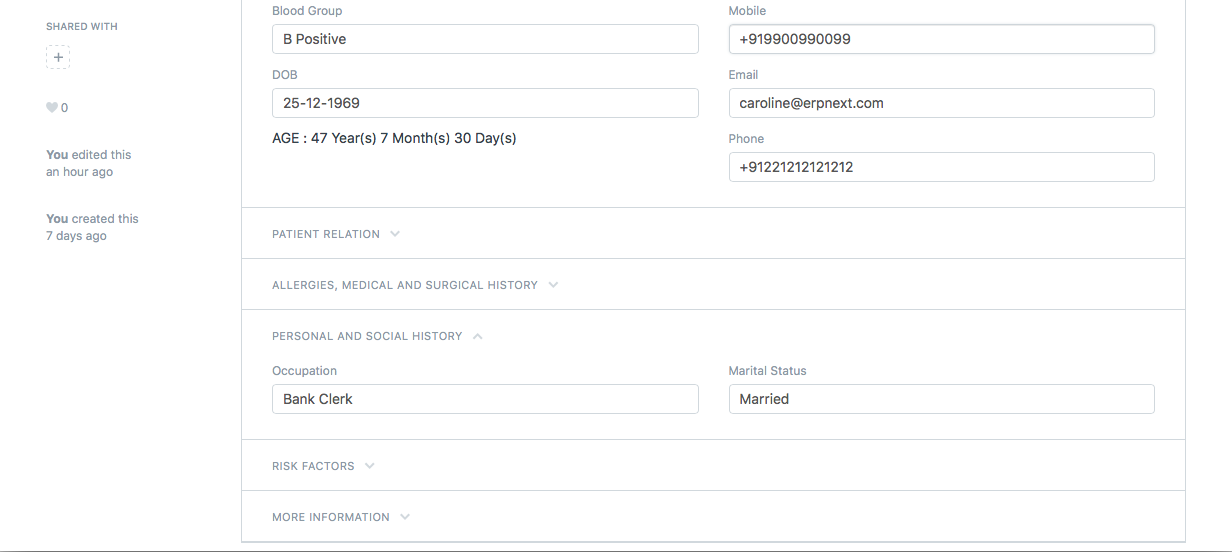 SHARED WITH
+
0
You edited this
an hour ago
You created this
7 days ago
Blood Group
B Positive
DOB
25-12-1969
AGE : 47 Year(s) 7 Month(s) 30 Day(s)
Mobile
+919900990099
Email
caroline@erpnext.com
Phone
+91221212121212
PATIENT RELATION
ALLERGIES, MEDICAL AND SURGICAL HISTORY
PERSONAL AND SOCIAL HISTORY
Occupation
Bank Clerk
Marital Status
Married
RISK FACTORS
MORE INFORMATION